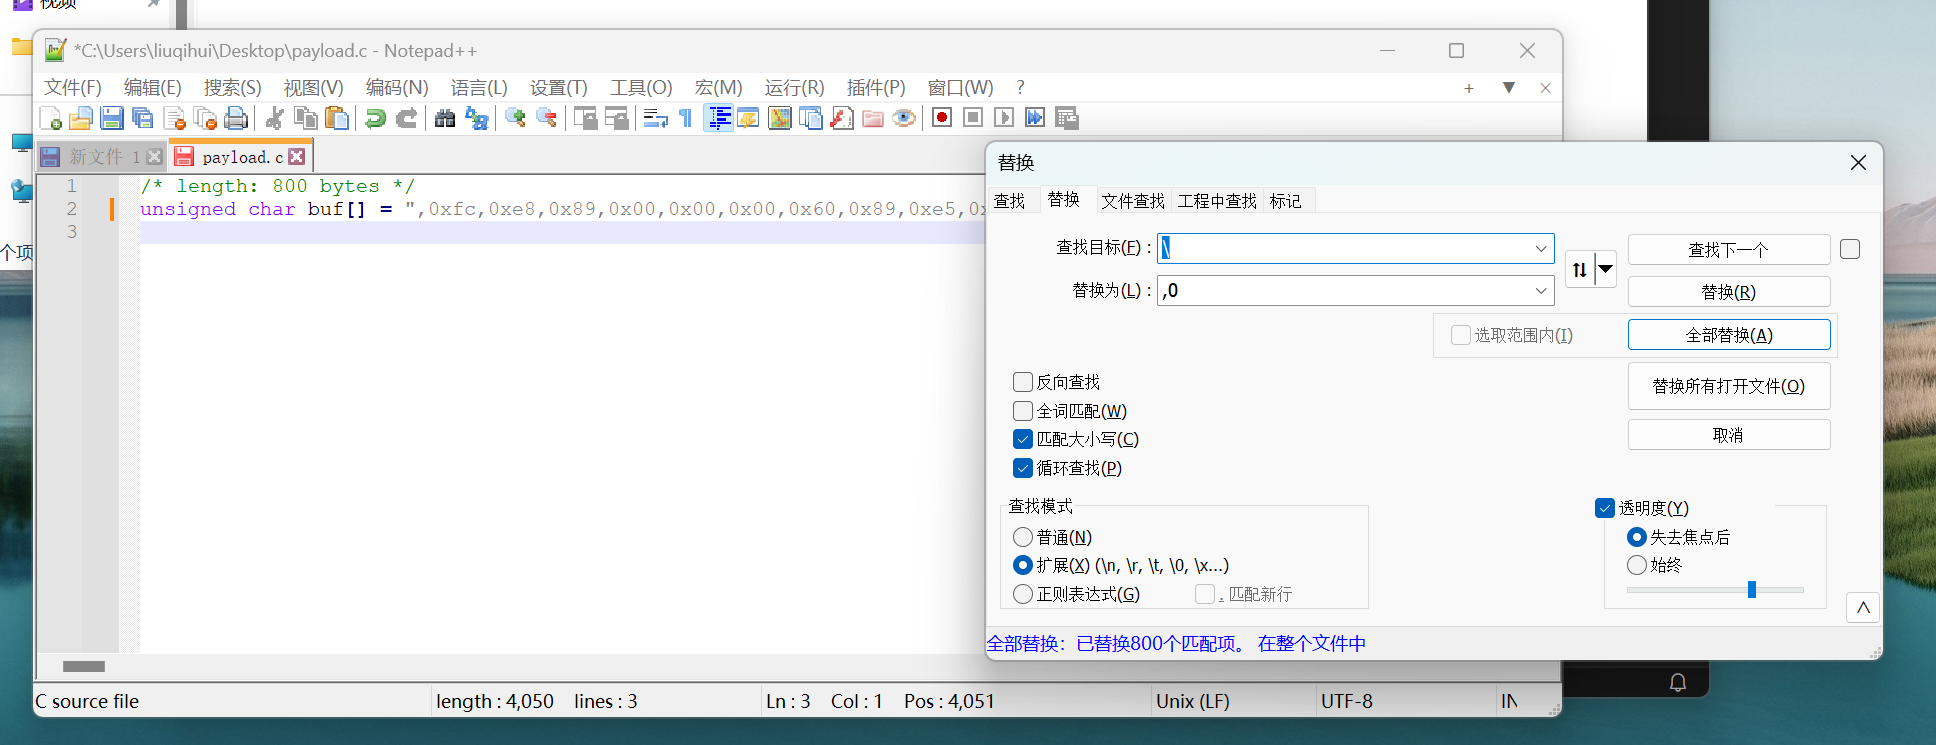 视频
*C:\Users\liuqihui\Desktop\payload.c - Notepad++
文件(F) 编辑(E) 搜索(S) 视图(V) 编码(N) 语言(L) 设置(T) 工具(O) 宏(M) 运行(R) 插件(P) 窗口(W) ?
新文件 1 payload.c
1 /* length: 800 bytes */
2 unsigned char buf[] = ",0xfc,0xe8,0x89,0x00,0x00,0x00,0x60,0x89,0xe5,0x
3
个项
替换
查找 替换 文件查找 工程中查找 标记
查找目标(F) : \
查找下一个
替换为(L) : ,0
替换(R)
选取范围内(I)
全部替换(A)
替换所有打开文件(O)
取消
反向查找
全词匹配(W)
匹配大小写(C)
循环查找(P)
查找模式
普通(N)
扩展(X) (\n, \r, \t, \0, \x...)
正则表达式(G) . 匹配新行
透明度(Y)
失去焦点后
始终
全部替换: 已替换800个匹配项。 在整个文件中
C source file length : 4,050 lines : 3 Ln : 3 Col : 1 Pos : 4,051 Unix (LF) UTF-8 IN